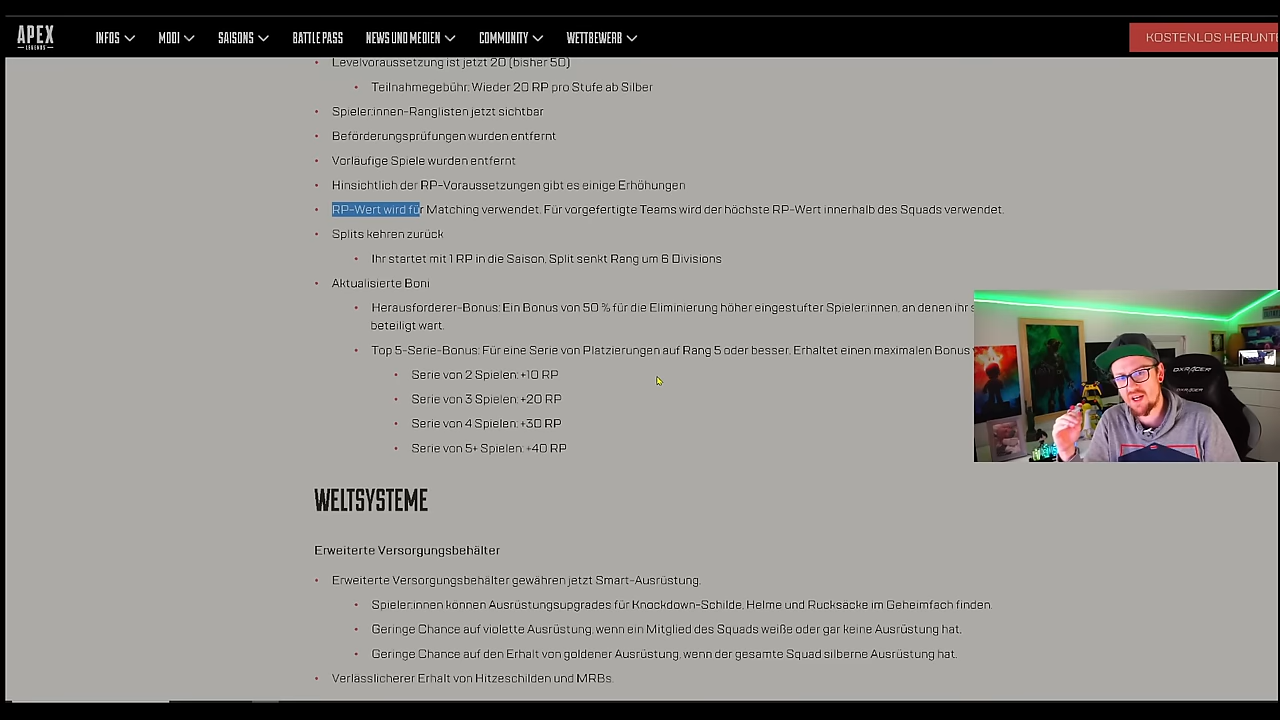 APEX
LEGENDS
INFOS
MODI
SAISONS
BATTLE PASS
NEWS UND MEDIEN
COMMUNITY
WETTBEWERB
KOSTENLOS HERUNT
Levelvoraussetzung ist jetzt 20 (bisher 50)
Teilnahmegebühr: Wieder 20 RP pro Stufe ab Silber
Spieler:innen-Ranglisten jetzt sichtbar
Beförderungsprüfungen wurden entfernt
Vorläufige Spiele wurden entfernt
Hinsichtlich der RP-Voraussetzungen gibt es einige Erhöhungen
RP-Wert wird für Matching verwendet. Für vorgefertigte Teams wird der höchste RP-Wert innerhalb des Squads verwendet.
Splits kehren zurück
Ihr startet mit 1 RP in die Saison. Split senkt Rang um 6 Divisions
Aktualisierte Boni
Herausforderer-Bonus: Ein Bonus von 50 % für die Eliminierung höher eingestufter Spieler:innen, an denen ihr
beteiligt wart.
Top 5-Serie-Bonus: Für eine Serie von Platzierungen auf Rang 5 oder besser. Erhaltet einen maximalen Bonus
Serie von 2 Spielen: +10 RP
Serie von 3 Spielen: +20 RP
Serie von 4 Spielen: +30 RP
Serie von 5+ Spielen: +40 RP
DXRACER
WELTSYSTEME
Erweiterte Versorgungsbehälter
Erweiterte Versorgungsbehälter gewähren jetzt Smart-Ausrüstung.
Spieler:innen können Ausrüstungsupgrades für Knockdown-Schilde, Helme und Rucksäcke im Geheimfach finden.
Geringe Chance auf violette Ausrüstung, wenn ein Mitglied des Squads weiße oder gar keine Ausrüstung hat.
Geringe Chance auf den Erhalt von goldener Ausrüstung, wenn der gesamte Squad silberne Ausrüstung hat.
Verlässlicherer Erhalt von Hitzeschilden und MRBs.